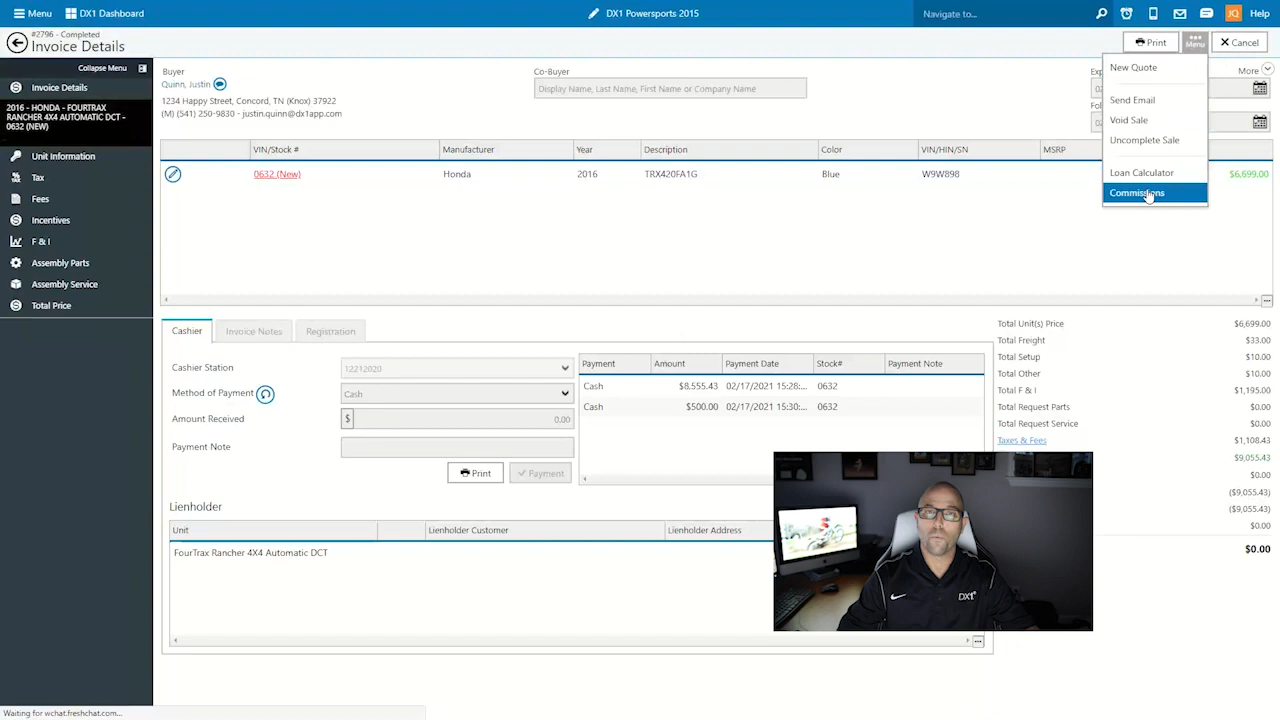 Menu
DX1 Dashboard
DX1 Powersports 2015
Navigate to...
JQ
Help
#2796 - Completed
Invoice Details
Print
Menu
Cancel
Collapse Menu
Invoice Details
2016 - HONDA - FOURTRAX
RANCHER 4X4 AUTOMATIC DCT -
0632 (NEW)
Unit Information
Tax
Fees
Incentives
F & I
Assembly Parts
Assembly Service
Total Price
Buyer
Quinn, Justin
1234 Happy Street, Concord, TN (Knox) 37922
(M) (541) 250-9830 - justin.quinn@dx1app.com
Co-Buyer
Display Name, Last Name, First Name or Company Name
More
New Quote
Send Email
Void Sale
Uncomplete Sale
Loan Calculator
Commissions
VIN/Stock # Manufacturer Year Description Color VIN/HIN/SN MSRP
0632 (New) Honda 2016 TRX420FA1G Blue W9W898 $6,699.00
Cashier
Invoice Notes
Registration
Cashier Station 12212020
Method of Payment Cash
Amount Received $ 0.00
Payment Note
Print
Payment
Payment Amount Payment Date Stock# Payment Note
Cash $8,555.43 02/17/2021 15:28:... 0632
Cash $500.00 02/17/2021 15:30:... 0632
Lienholder
Unit Lienholder Customer Lienholder Address
FourTrax Rancher 4X4 Automatic DCT
Total Unit(s) Price $6,699.00
Total Freight $33.00
Total Setup $10.00
Total Other $10.00
Total F & I $1,195.00
Total Request Parts $0.00
Total Request Service $0.00
Taxes & Fees $1,108.43
$9,055.43
$0.00
($9,055.43)
($9,055.43)
$0.00
$0.00
DX1
Waiting for wchat.freshchat.com...